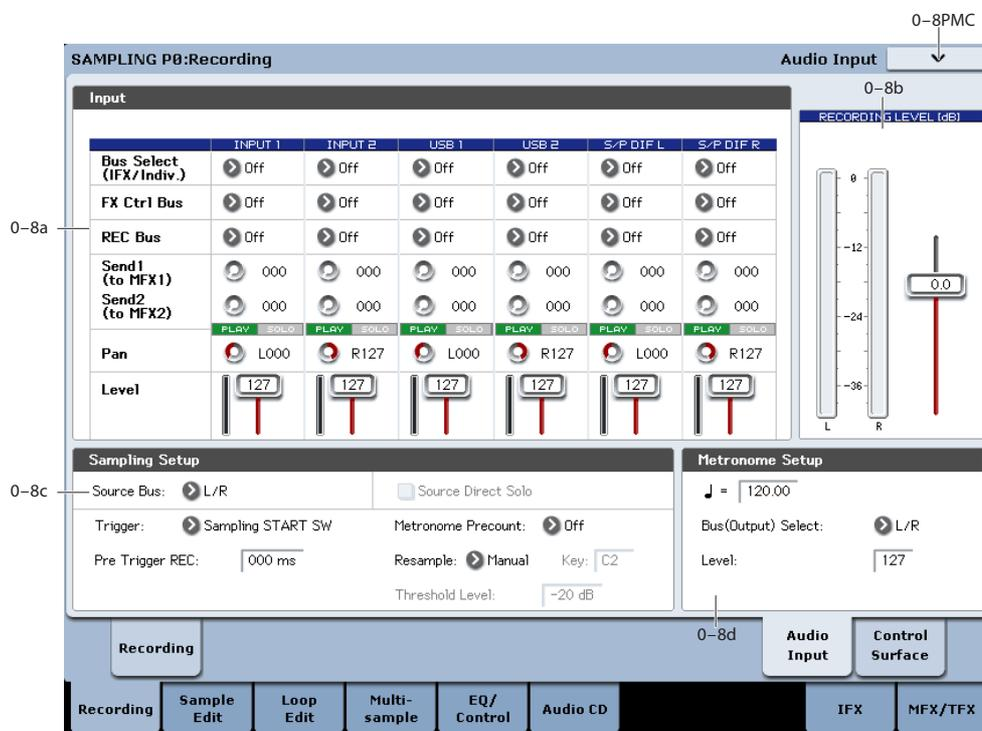 0–8PMC
SAMPLING P0:Recording
Audio Input
0–8b
Input
RECORDING LEVEL [dB]
INPUT 1 INPUT 2 USB 1 USB 2 S/P DIF L S/P DIF R
Bus Select (IFX/Indiv.) Off Off Off Off Off Off
FX Ctrl Bus Off Off Off Off Off Off
0–8a
REC Bus Off Off Off Off Off Off
Send1 (to MFX1) 000 000 000 000 000 000
Send2 (to MFX2) 000 000 000 000 000 000
PLAY SOLO PLAY SOLO PLAY SOLO PLAY SOLO PLAY SOLO PLAY SOLO
Pan L000 R127 L000 R127 L000 R127
Level 127 127 127 127 127 127
0
-12
-24
-36
L R
0.0
Sampling Setup
0–8c
Source Bus: L/R
Source Direct Solo
Trigger: Sampling START SW
Metronome Precount: Off
Pre Trigger REC: 000 ms
Resample: Manual Key: C2
Threshold Level: -20 dB
Metronome Setup
♩ = 120.00
Bus(Output) Select: L/R
Level: 127
0–8d
Recording
Audio Input
Control Surface
Recording
Sample Edit
Loop Edit
Multi-sample
EQ/ Control
Audio CD
IFX
MFX/TFX